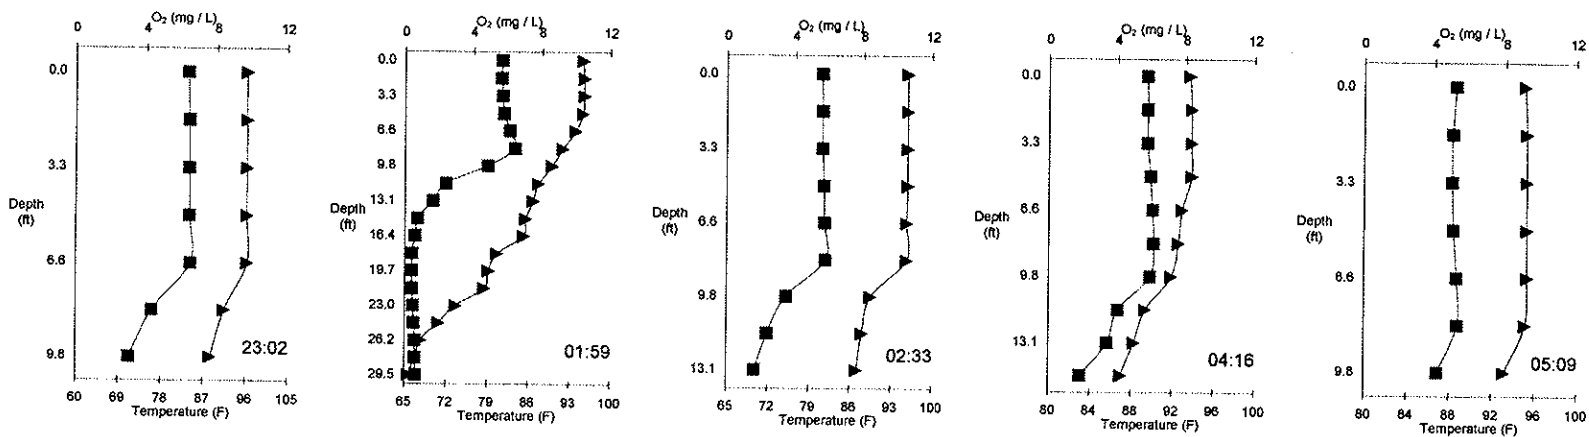 O₂ (mg / L)
0 4 8 12
0.0
3.3
6.6
9.8
Depth
(ft)
23:02
60 69 78 87 96 105
Temperature (F)
O₂ (mg / L)
0 4 8 12
0.0
3.3
6.6
9.8
13.1
16.4
19.7
23.0
26.2
29.5
Depth
(ft)
01:59
65 72 79 86 93 100
Temperature (F)
O₂ (mg / L)
0 4 8 12
0.0
3.3
6.6
9.8
13.1
Depth
(ft)
02:33
65 72 79 86 93 100
Temperature (F)
O₂ (mg / L)
0 4 8 12
0.0
3.3
6.6
9.8
13.1
Depth
(ft)
04:16
80 84 88 92 96 100
Temperature (F)
O₂ (mg / L)
0 4 8 12
0.0
3.3
6.6
9.8
Depth
(ft)
05:09
80 84 88 92 96 100
Temperature (F)